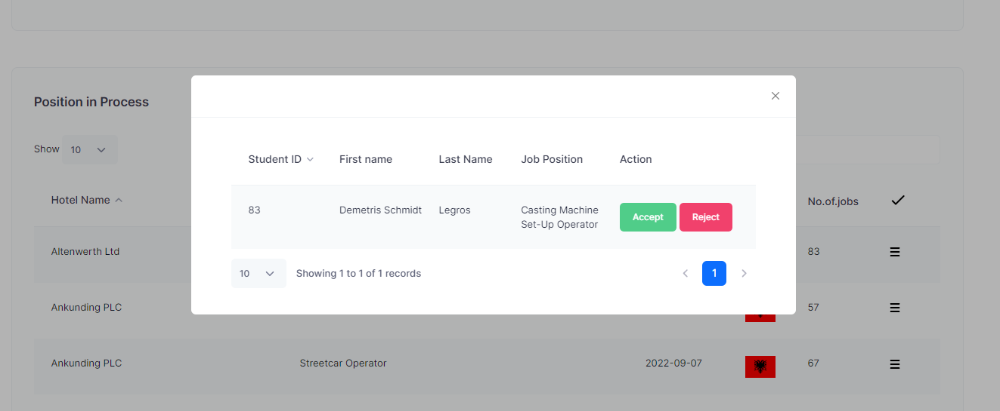 Position in Process
Show 10
Student ID First name Last Name Job Position Action
Hotel Name No.of.jobs
83 Demetris Schmidt Legros Casting Machine Accept Reject
Set-Up Operator
Altenwerth Ltd 83
10 Showing 1 to 1 of 1 records 1
Ankunding PLC 57
Ankunding PLC Streetcar Operator 2022-09-07 67